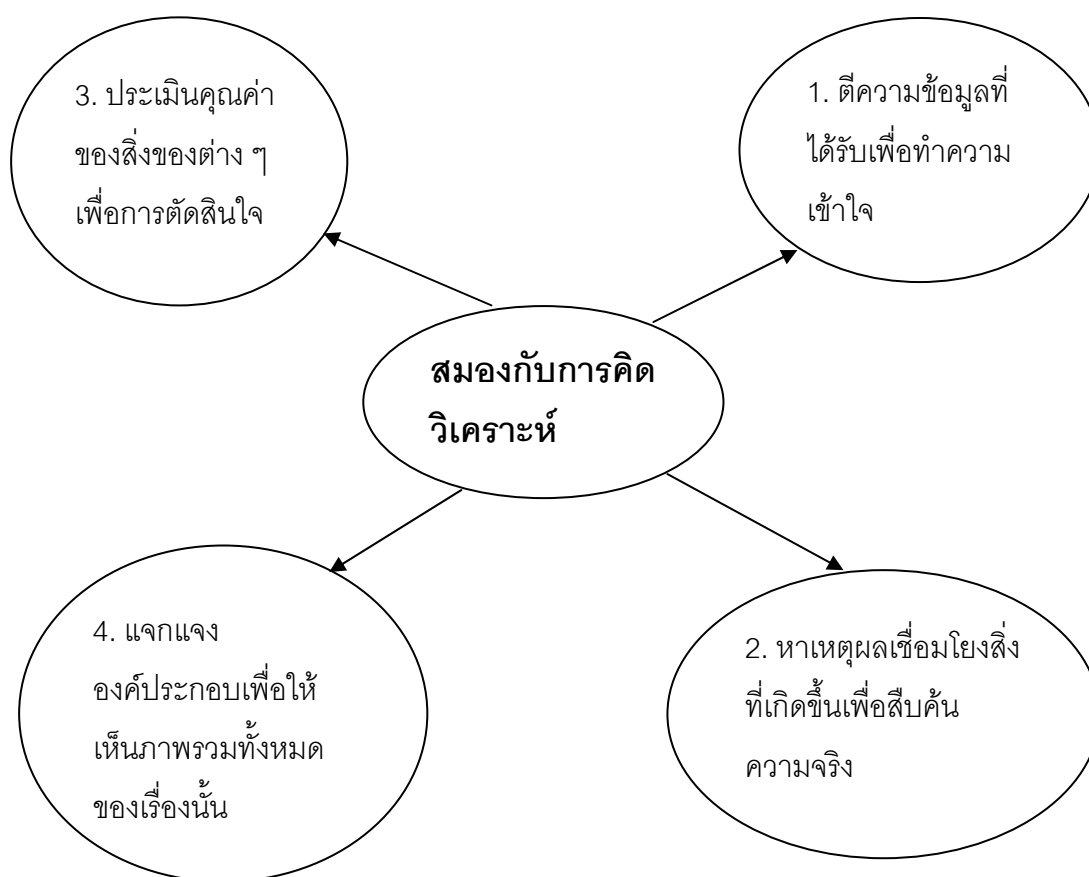 3. ประเมินคุณค่า
ของสิ่งของต่าง ๆ
เพื่อการตัดสินใจ
1. ตีความข้อมูลที่
ได้รับเพื่อทำความ
เข้าใจ
สมองกับการคิด
วิเคราะห์
4. แจกแจง
องค์ประกอบเพื่อให้
เห็นภาพรวมทั้งหมด
ของเรื่องนั้น
2. หาเหตุผลเชื่อมโยงสิ่ง
ที่เกิดขึ้นเพื่อสืบค้น
ความจริง